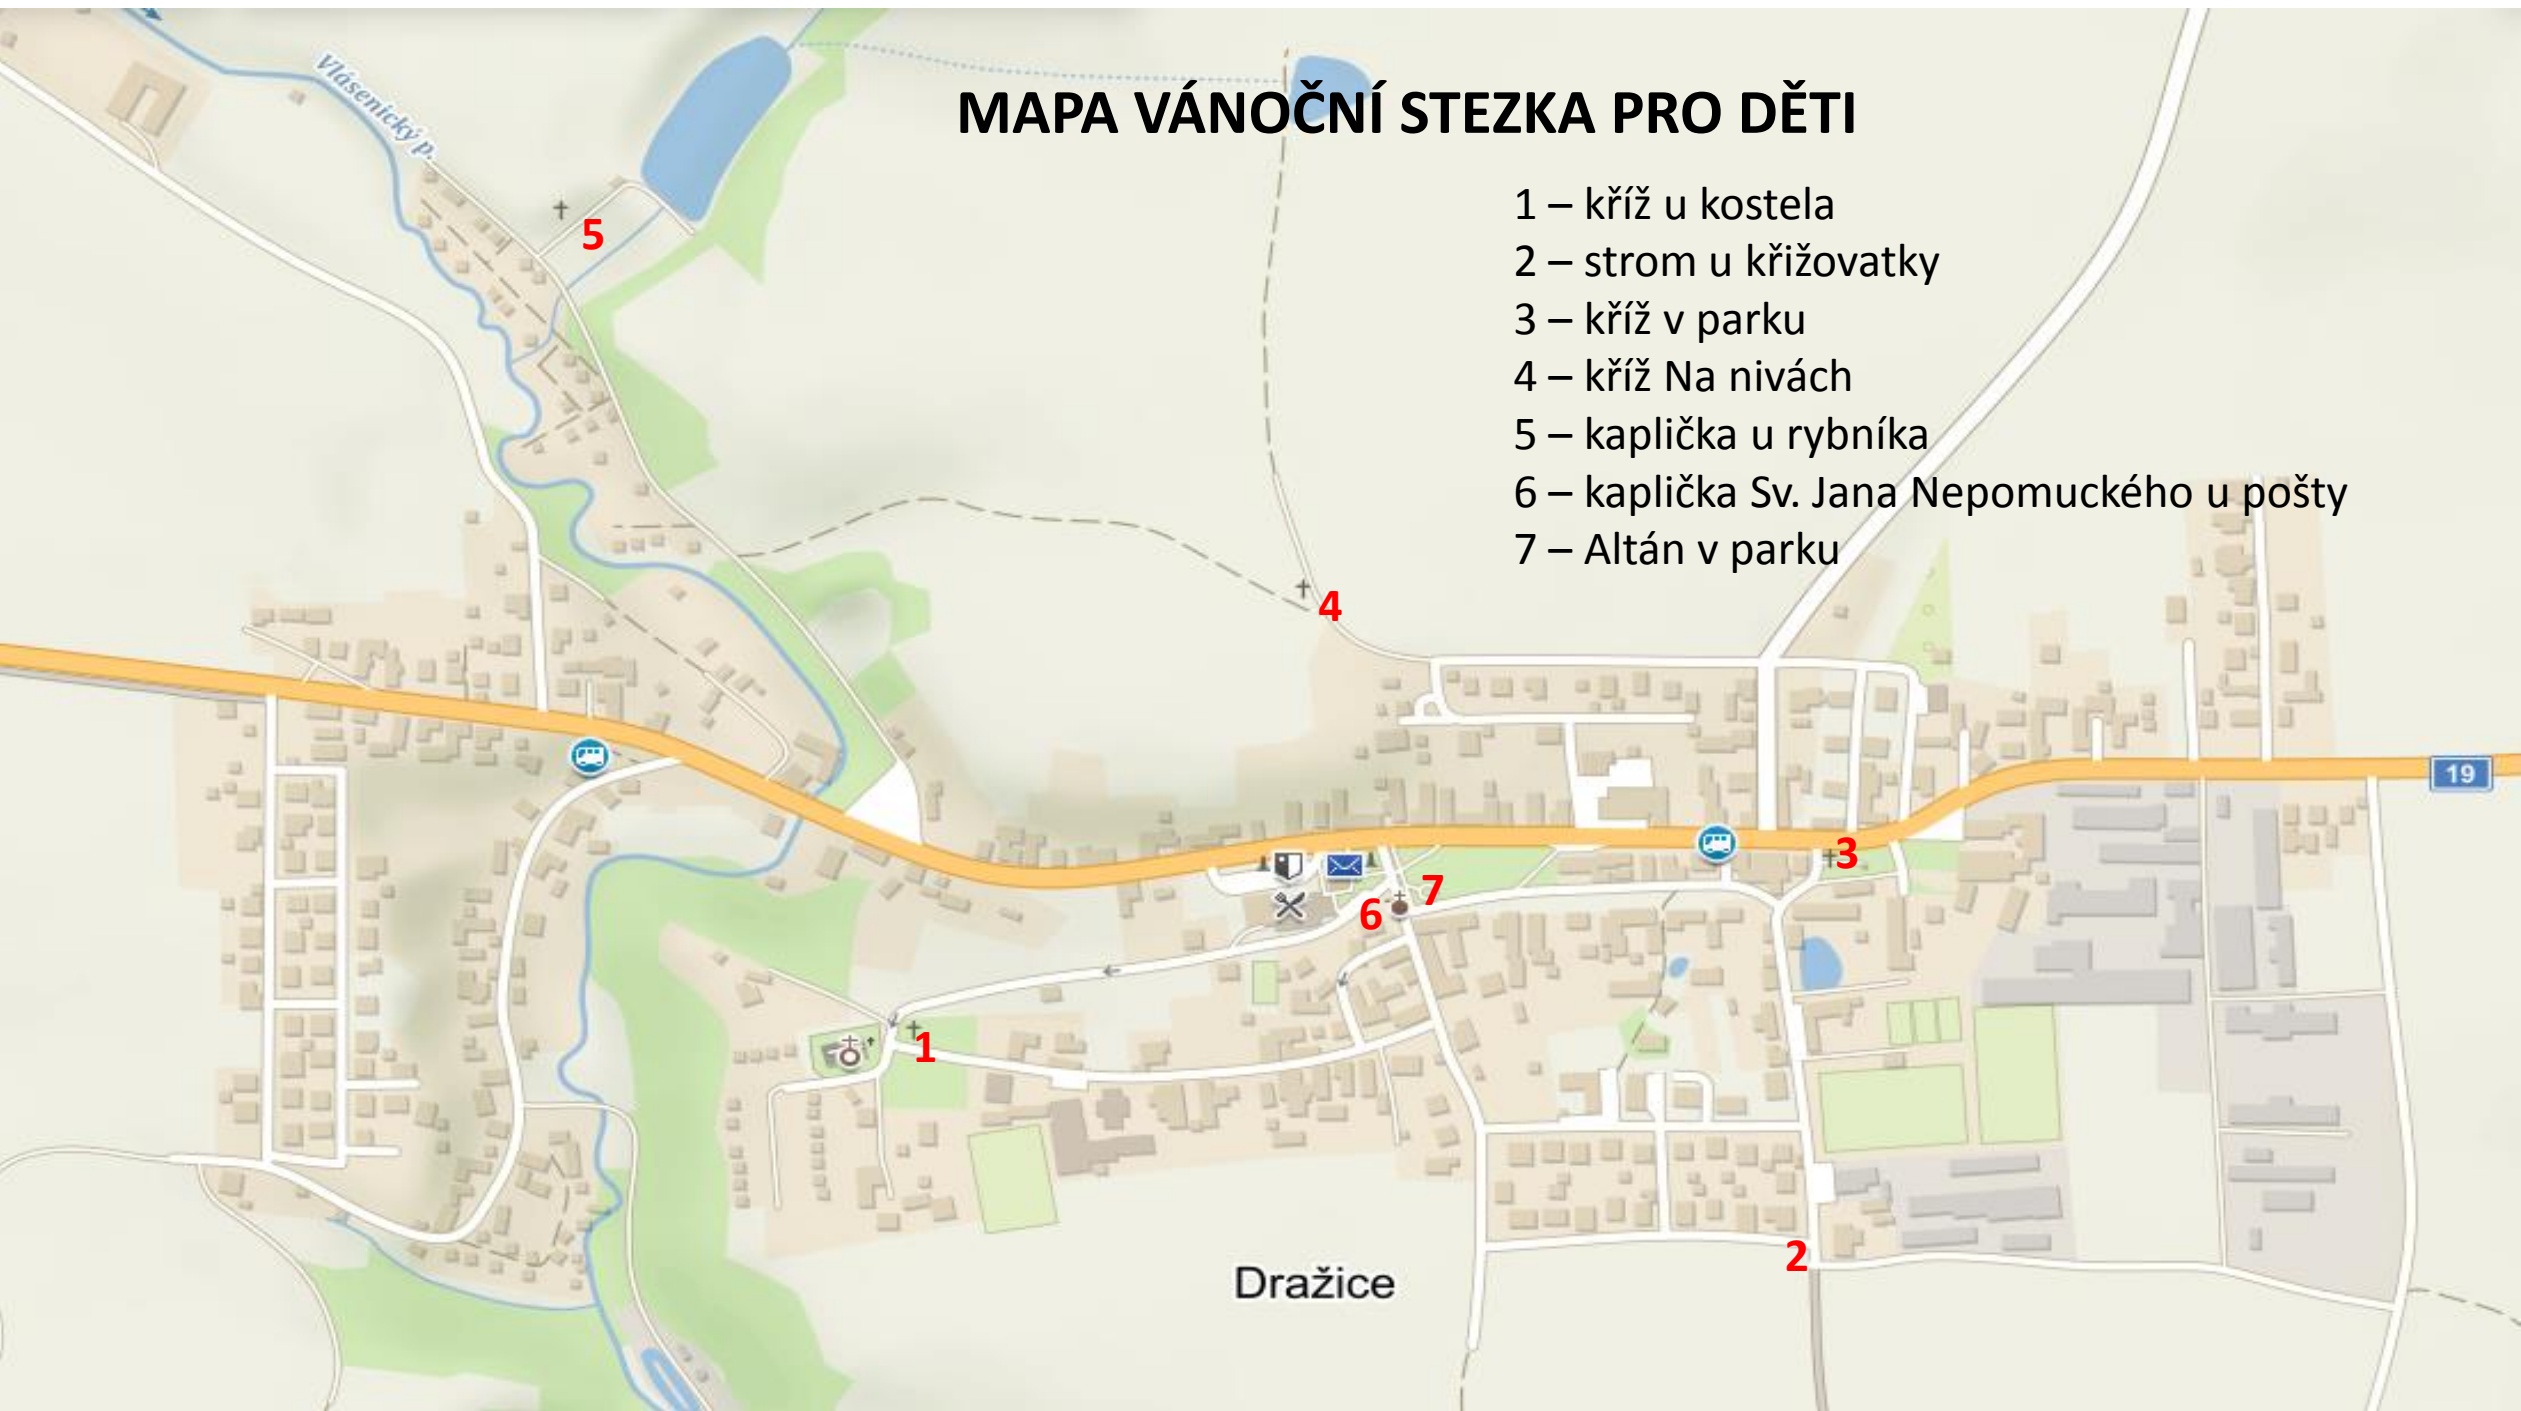 MAPA VÁNOČNÍ STEZKA PRO DĚTI
Vlásenický p.
1 – kříž u kostela
2 – strom u křižovatky
3 – kříž v parku
4 – kříž Na nivách
5 – kaplička u rybníka
6 – kaplička Sv. Jana Nepomuckého u pošty
7 – Altán v parku
5
4
19
3
7
6
1
2
Dražice